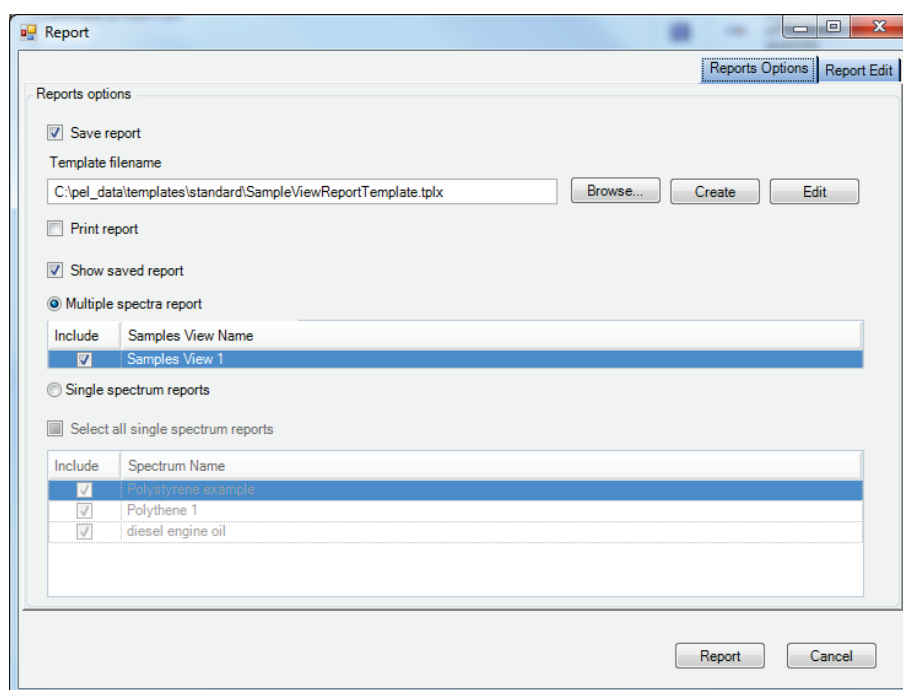 Report
Reports Options Report Edit
Reports options
Save report
Template filename
C:\pel_data\templates\standard\SampleViewReportTemplate.tplx Browse... Create Edit
Print report
Show saved report
Multiple spectra report
Include Samples View Name
Samples View 1
Single spectrum reports
Select all single spectrum reports
Include Spectrum Name
Polystyrene example
Polythene 1
diesel engine oil
Report Cancel